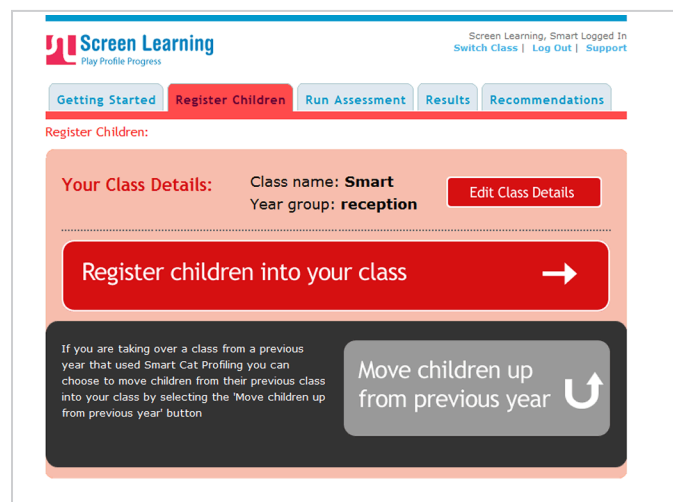 Screen Learning
Play Profile Progress
Screen Learning, Smart Logged In
Switch Class | Log Out | Support
Getting Started Register Children Run Assessment Results Recommendations
Register Children:
Your Class Details:
Class name: Smart
Year group: reception
Edit Class Details
Register children into your class
If you are taking over a class from a previous
year that used Smart Cat Profiling you can
choose to move children from their previous class
into your class by selecting the 'Move children up
from previous year' button
Move children up
from previous year